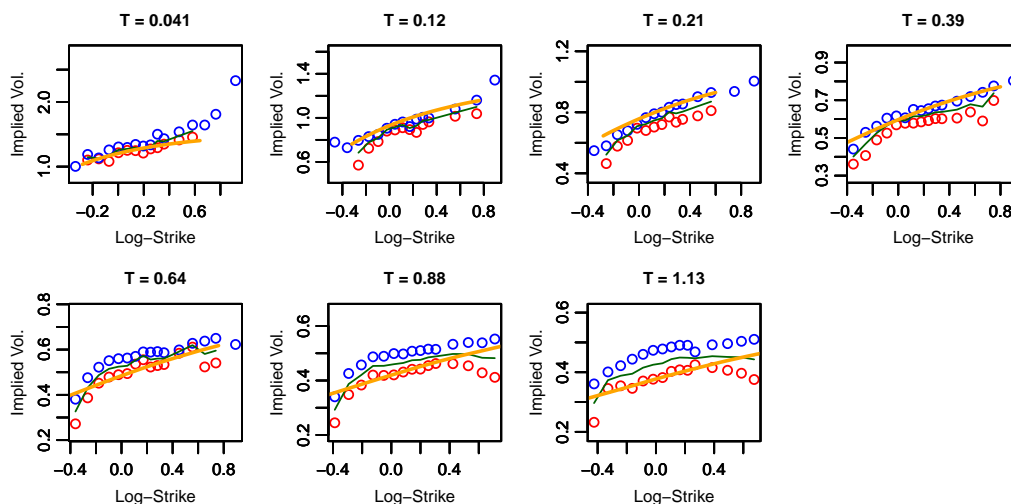 T = 0.041
T = 0.12
T = 0.21
T = 0.39
Implied Vol.
1.0
2.0
−0.2
0.2
0.6
Log−Strike
Implied Vol.
0.6
1.0
1.4
−0.4
0.0
0.4
0.8
Log−Strike
Implied Vol.
0.4
0.8
1.2
−0.4
0.0
0.4
0.8
Log−Strike
Implied Vol.
0.3
0.5
0.7
0.9
−0.4
0.0
0.4
0.8
Log−Strike
T = 0.64
T = 0.88
T = 1.13
Implied Vol.
0.2
0.4
0.6
0.8
−0.4
0.0
0.4
0.8
Log−Strike
Implied Vol.
0.2
0.4
0.6
−0.4
0.0
0.4
Log−Strike
Implied Vol.
0.2
0.4
0.6
−0.4
0.0
0.4
Log−Strike